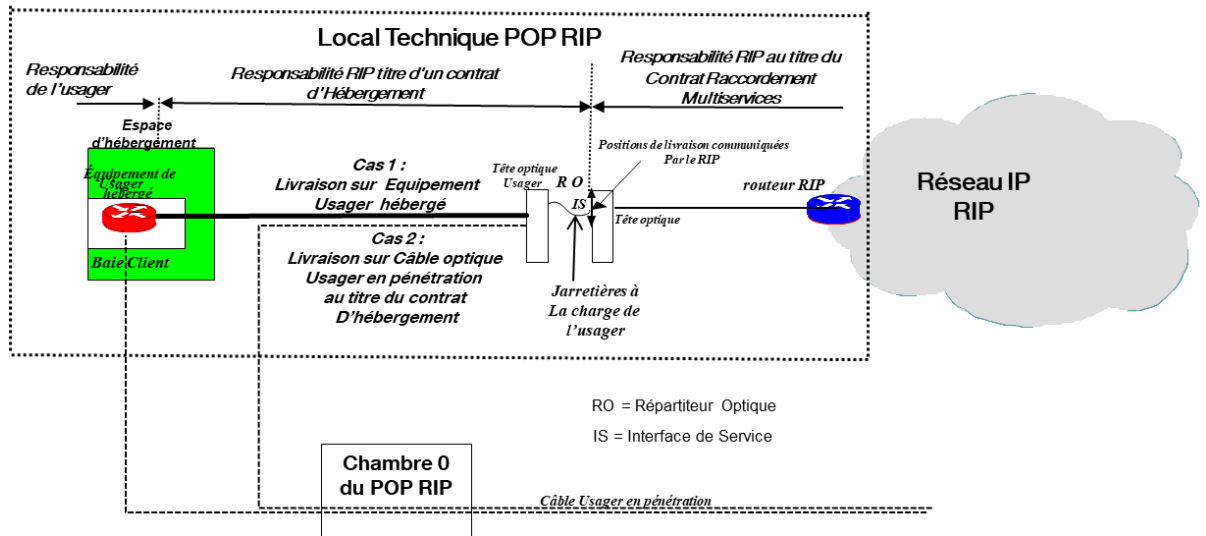 Local Technique POP RIP
Responsabilité
de l'usager
Responsabilité RIP titre d'un contrat
d'Hébergement
Responsabilité RIP au titre du
Contrat Raccordement
Multiservices
Espace
d'hébergement
Équipement de
Usager
hébergé
Baie Client
Cas 1 :
Livraison sur Equipement
Usager hébergé
Cas 2 :
Livraison sur Câble optique
Usager en pénétration
au titre du contrat
D'hébergement
Tête optique
Usager
R O
IS
Positions de livraison communiquées
Par le RIP
Tête optique
routeur RIP
Réseau IP
RIP
Jarretières à
La charge de
l'usager
RO = Répartiteur Optique
IS = Interface de Service
Chambre 0
du POP RIP
Câble Usager en pénétration